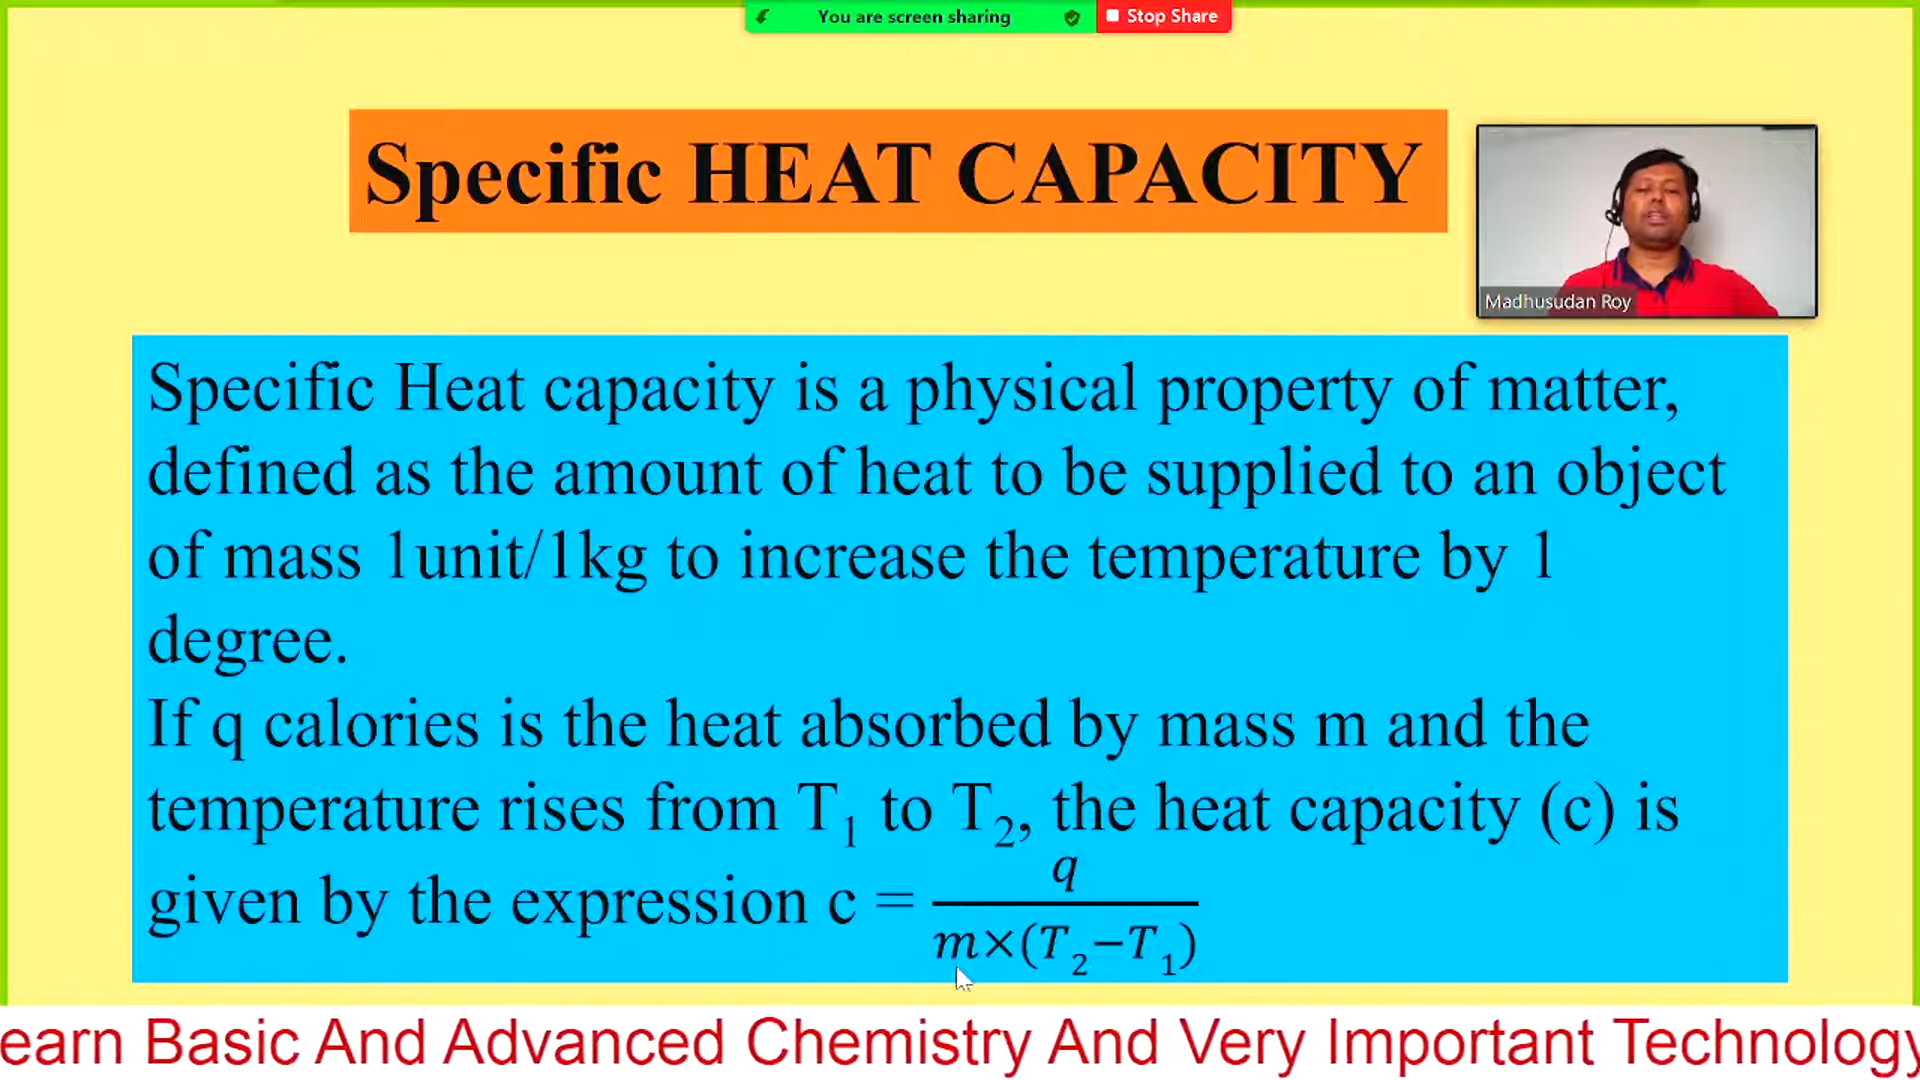 You are screen sharing
Stop Share
Specific HEAT CAPACITY
Madhusudan Roy
Specific Heat capacity is a physical property of matter,
defined as the amount of heat to be supplied to an object
of mass 1unit/1kg to increase the temperature by 1
degree.
If q calories is the heat absorbed by mass m and the
temperature rises from T₁ to T₂, the heat capacity (c) is
given by the expression c = q / m×(T₂−T₁)
earn Basic And Advanced Chemistry And Very Important Technology